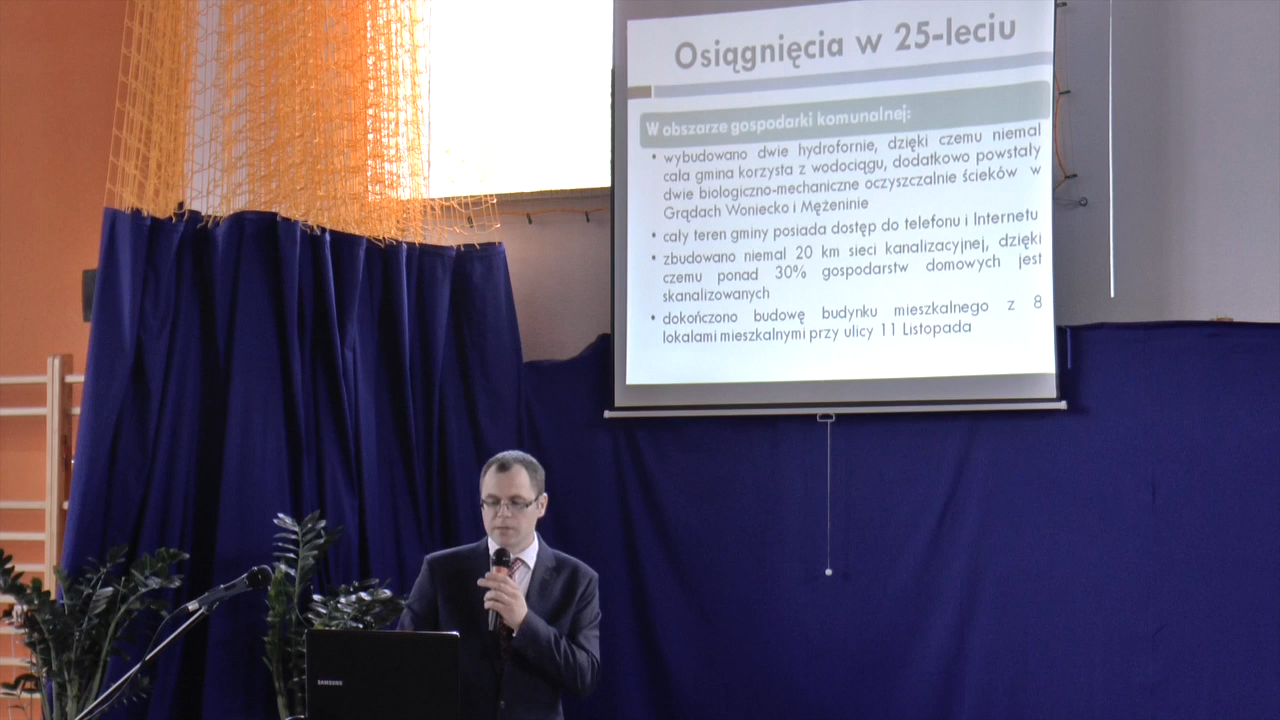 Osiągnięcia w 25-leciu
W obszarze gospodarki komunalnej:
• wybudowano dwie hydrofornie, dzięki czemu niemal
cała gmina korzysta z wodociągu, dodatkowo powstały
dwie biologiczno-mechaniczne oczyszczalnie ścieków w
Grądach Woniecko i Mężeninie
• cały teren gminy posiada dostęp do telefonu i Internetu
• zbudowano niemal 20 km sieci kanalizacyjnej, dzięki
czemu ponad 30% gospodarstw domowych jest
skanalizowanych
• dokończono budowę budynku mieszkalnego z 8
lokalami mieszkalnymi przy ulicy 11 Listopada
SAMSUNG